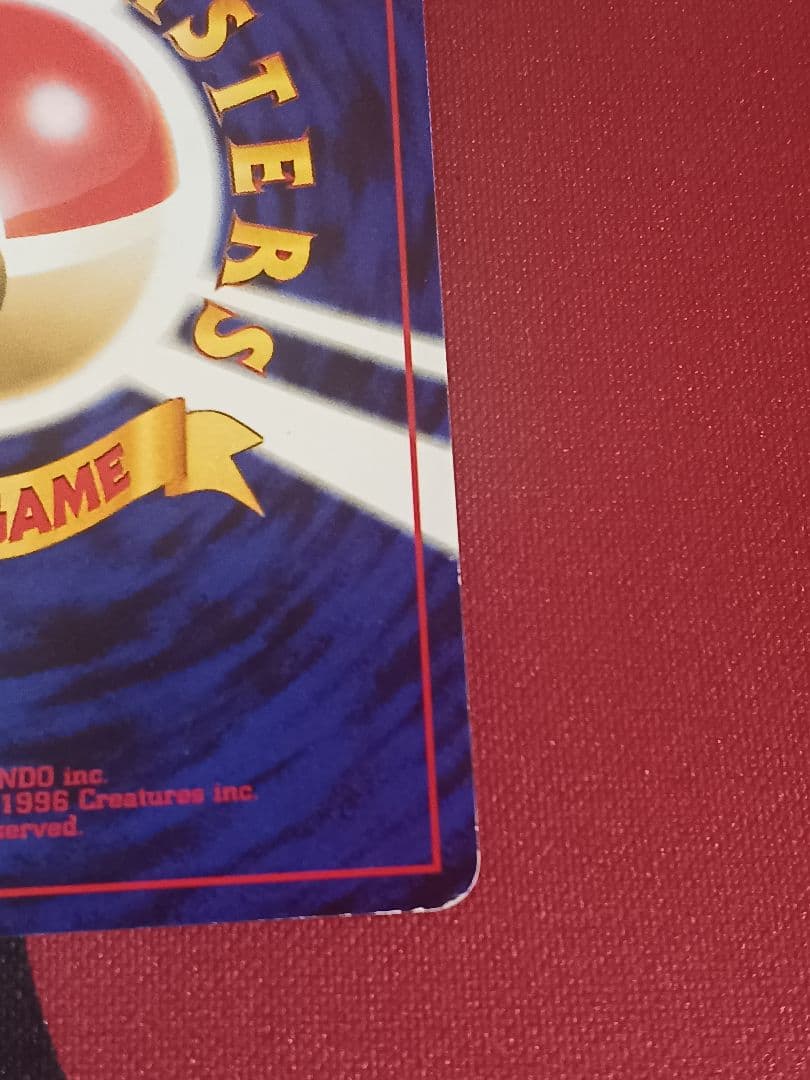 STERS
GAME
NDO inc.
1996 Creatures inc.
served.